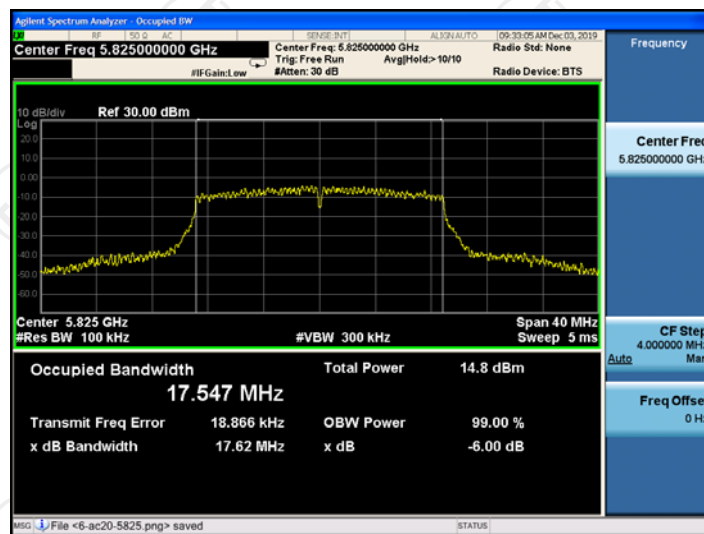 Agilent Spectrum Analyzer - Occupied BW
RF 50 Ω AC SENSE:INT ALIGN AUTO 09:33:05 AM Dec 03, 2019
Center Freq 5.825000000 GHz Center Freq: 5.825000000 GHz Radio Std: None
Trig: Free Run Avg|Hold:> 10/10
#IFGain:Low #Atten: 30 dB Radio Device: BTS
10 dB/div Ref 30.00 dBm
Log
20.0
10.0
0.00
-10.0
-20.0
-30.0
-40.0
-50.0
-60.0
Center 5.825 GHz Span 40 MHz
#Res BW 100 kHz #VBW 300 kHz Sweep 5 ms
Occupied Bandwidth Total Power 14.8 dBm
17.547 MHz
Transmit Freq Error 18.866 kHz OBW Power 99.00 %
x dB Bandwidth 17.62 MHz x dB -6.00 dB
Frequency
Center Freq
5.825000000 GHz
CF Step
4.000000 MHz
Auto Man
Freq Offse
0 Hz
MSG File <6-ac20-5825.png> saved STATUS